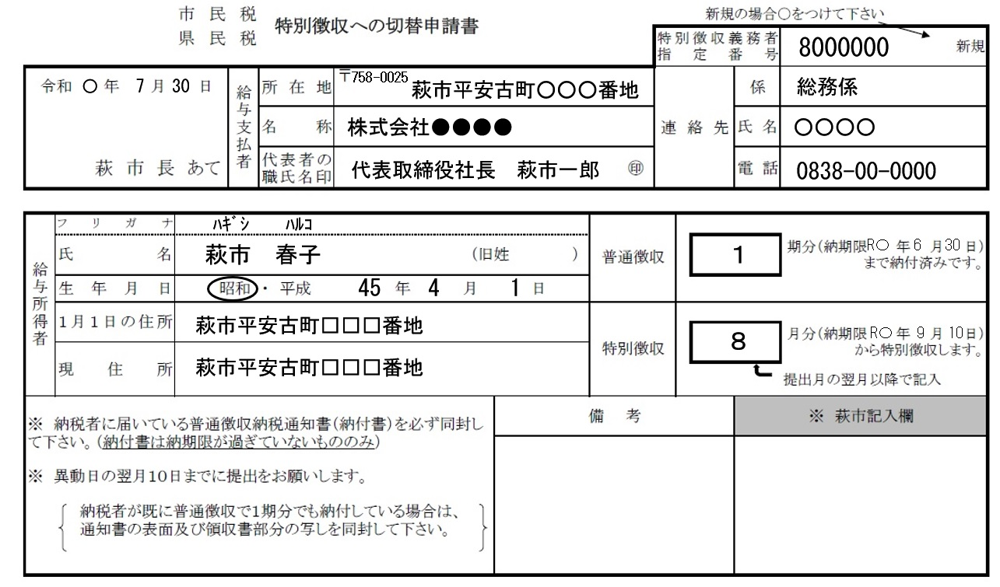 市民税
県民税
特別徴収への切替申請書
新規の場合○をつけて下さい
特別徴収義務者
指定番号
8000000
新規
令和 ○ 年 7 月 30 日
萩市長 あて
給与支払者
所在地
〒758-0025
萩市平安古町○○○番地
名称
株式会社●●●●
代表者の
職氏名印
代表取締役社長 萩市一郎 ㊞
連絡先
係
総務係
氏名
○○○○
電話
0838-00-0000
給与所得者
フリガナ
ハギシ ハルコ
氏名
萩市 春子
(旧姓 )
生年月日
昭和・平成 45 年 4 月 1 日
1月1日の住所
萩市平安古町□□□番地
現住所
萩市平安古町□□□番地
普通徴収
1
期分(納期限R○ 年 6 月 30 日)
まで納付済みです。
特別徴収
8
月分(納期限R○ 年 9 月 10日)
から特別徴収します。
提出月の翌月以降で記入
※ 納税者に届いている普通徴収納税通知書(納付書)を必ず同封し
て下さい。(納付書は納期限が過ぎていないもののみ)
※ 異動日の翌月10日までに提出をお願いします。
納税者が既に普通徴収で1期分でも納付している場合は、
通知書の表面及び領収書部分の写しを同封して下さい。
備考
※ 萩市記入欄